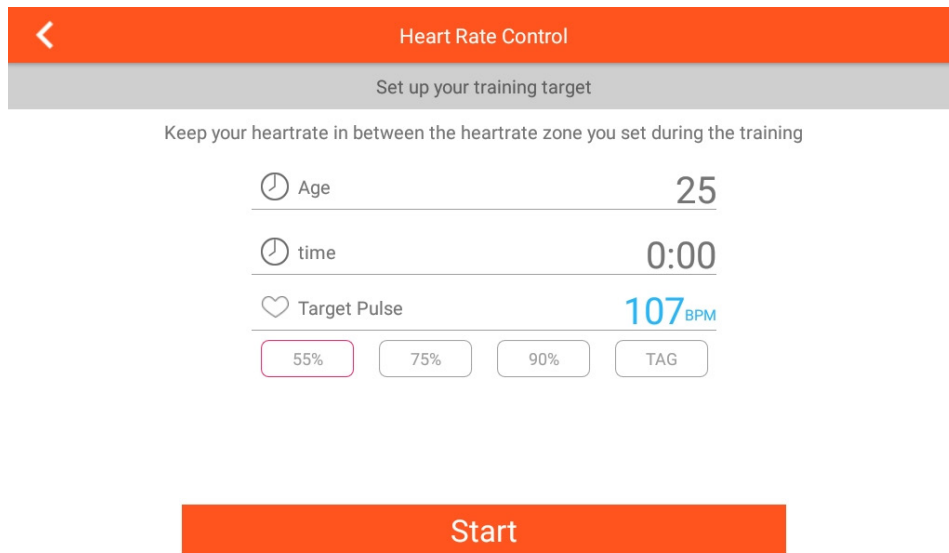 Heart Rate Control
Set up your training target
Keep your heartrate in between the heartrate zone you set during the training
Age 25
time 0:00
Target Pulse 107BPM
55% 75% 90% TAG
Start